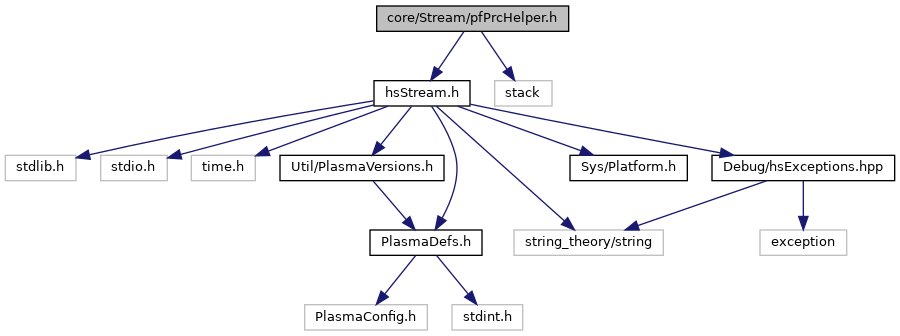 core/Stream/pfPrcHelper.h
hsStream.h
stack
stdlib.h
stdio.h
time.h
Util/PlasmaVersions.h
Sys/Platform.h
Debug/hsExceptions.hpp
PlasmaDefs.h
string_theory/string
exception
PlasmaConfig.h
stdint.h